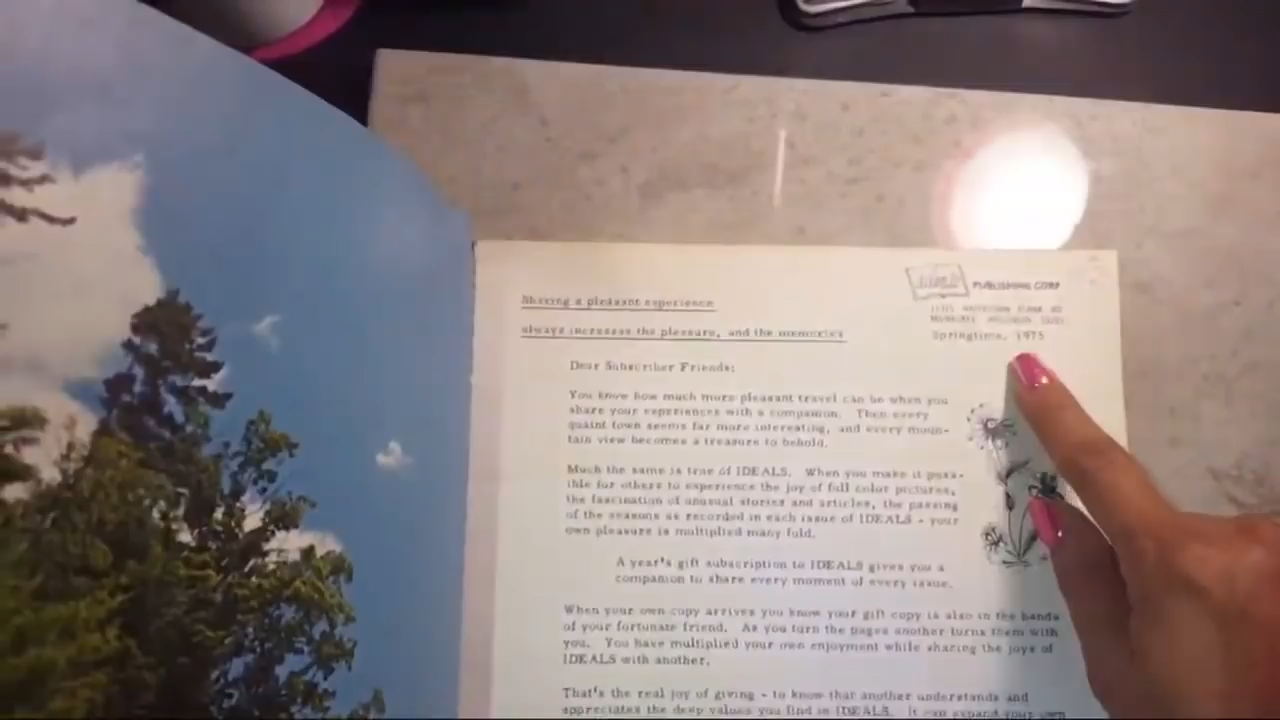 PUBLISHING CORP
Springtime, 1975
Sharing a pleasant experience
always increases the pleasure, and the memories
Dear Subscriber Friends:
You know how much more pleasant travel can be when you
share your experiences with a companion. Then every
quaint town seems far more interesting, and every moun-
tain view becomes a treasure to behold.
Much the same is true of IDEALS. When you make it poss-
ible for others to experience the joy of full color pictures,
the fascination of unusual stories and articles, the passing
of the seasons as recorded in each issue of IDEALS - your
own pleasure is multiplied many fold.
A year's gift subscription to IDEALS gives you a
companion to share every moment of every issue.
When your own copy arrives you know your gift copy is also in the hands
of your fortunate friend. As you turn the pages another turns them with
you. You have multiplied your own enjoyment while sharing the joys of
IDEALS with another.
That's the real joy of giving - to know that another understands and
appreciates the deep values you find in IDEALS. It can expand your own